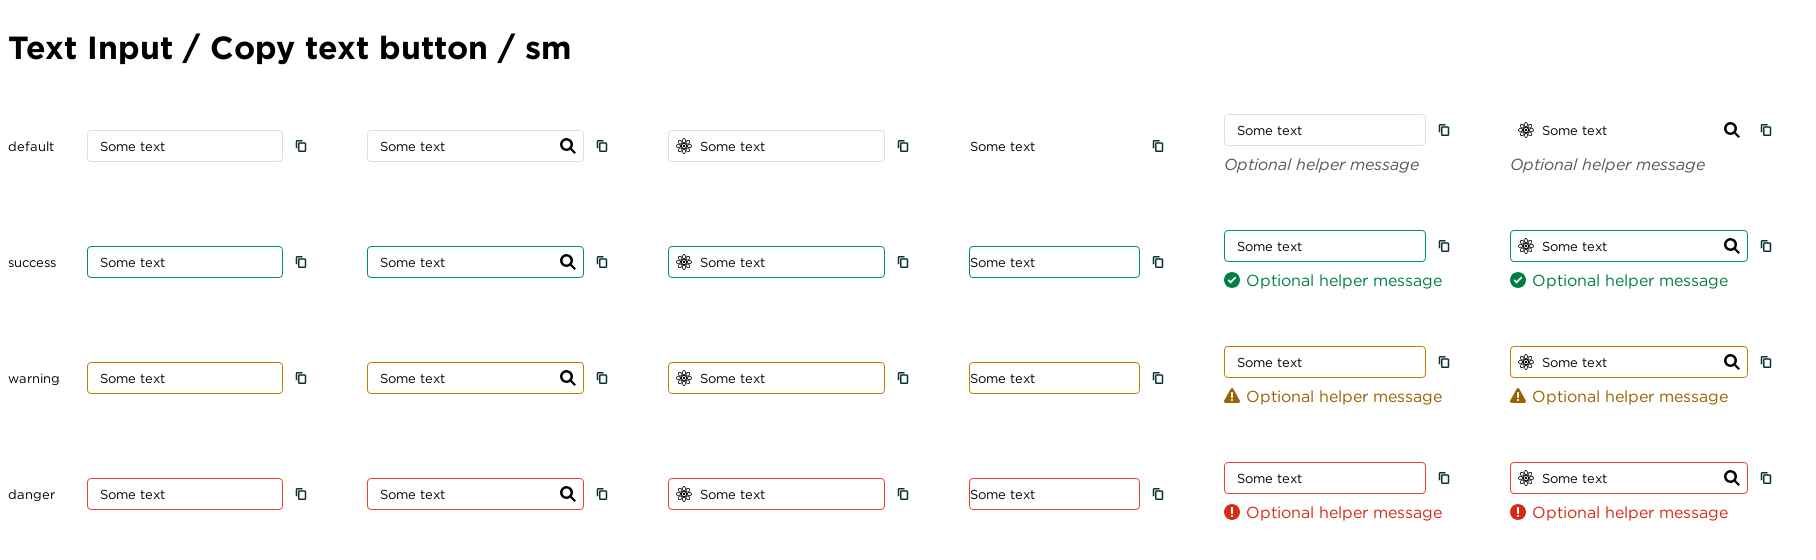 Text Input / Copy text button / sm
default Some text Some text Some text Some text Some text Some text
Optional helper message Optional helper message
success Some text Some text Some text Some text Some text Some text
Optional helper message Optional helper message
warning Some text Some text Some text Some text Some text Some text
Optional helper message Optional helper message
danger Some text Some text Some text Some text Some text Some text
Optional helper message Optional helper message